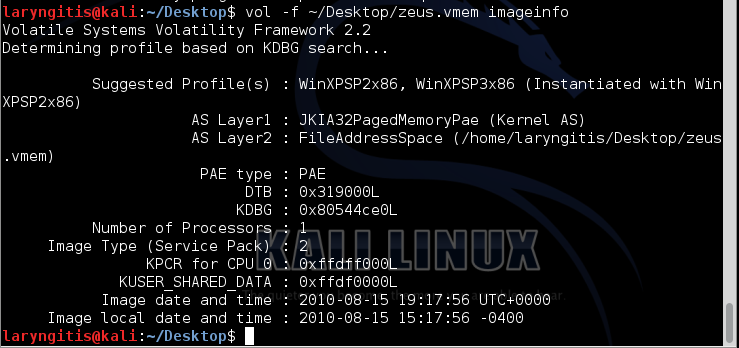 laryngitis@kali:~/Desktop$ vol -f ~/Desktop/zeus.vmem imageinfo
Volatile Systems Volatility Framework 2.2
Determining profile based on KDBG search...
Suggested Profile(s) : WinXPSP2x86, WinXPSP3x86 (Instantiated with Win
XPSP2x86)
AS Layer1 : JKIA32PagedMemoryPae (Kernel AS)
AS Layer2 : FileAddressSpace (/home/laryngitis/Desktop/zeus
.vmem)
PAE type : PAE
DTB : 0x319000L
KDBG : 0x80544ce0L
Number of Processors : 1
Image Type (Service Pack) : 2
KPCR for CPU 0 : 0xffdff000L
KUSER_SHARED_DATA : 0xffdf0000L
Image date and time : 2010-08-15 19:17:56 UTC+0000
Image local date and time : 2010-08-15 15:17:56 -0400
laryngitis@kali:~/Desktop$
KALI LINUX